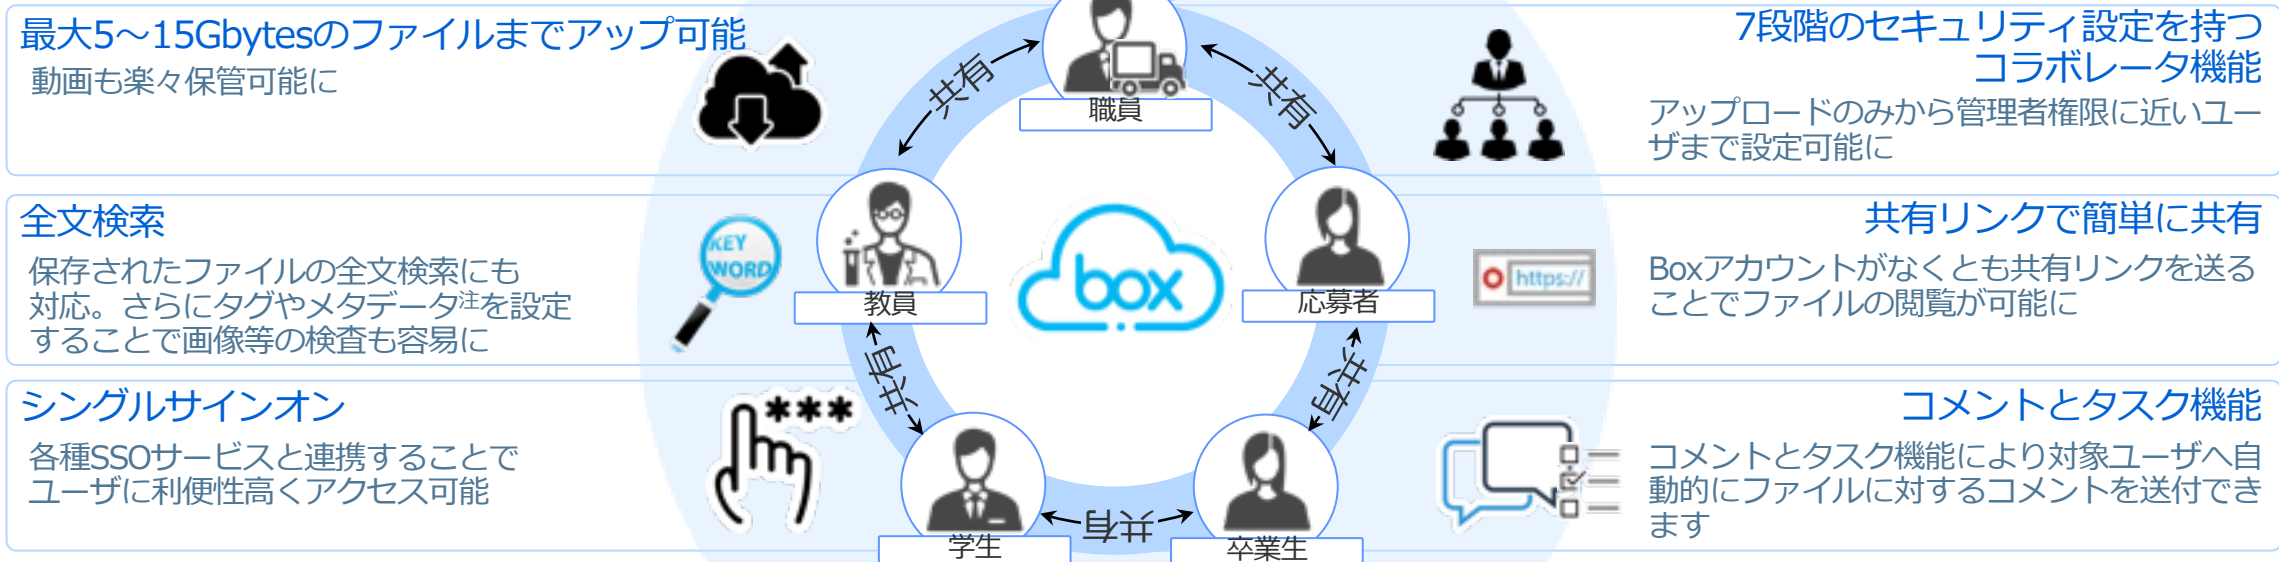 最大5～15Gbytesのファイルまでアップ可能
動画も楽々保管可能に
全文検索
保存されたファイルの全文検索にも
対応。さらにタグやメタデータ注を設定
することで画像等の検査も容易に
シングルサインオン
各種SSOサービスと連携することで
ユーザに利便性高くアクセス可能
KEY
WORD
***
職員
共有
共有
教員
box
応募者
共有
共有
学生
共有
卒業生
7段階のセキュリティ設定を持つ
コラボレータ機能
アップロードのみから管理者権限に近いユー
ザまで設定可能に
https://
共有リンクで簡単に共有
Boxアカウントがなくとも共有リンクを送る
ことでファイルの閲覧が可能に
コメントとタスク機能
コメントとタスク機能により対象ユーザへ自
動的にファイルに対するコメントを送付でき
ます